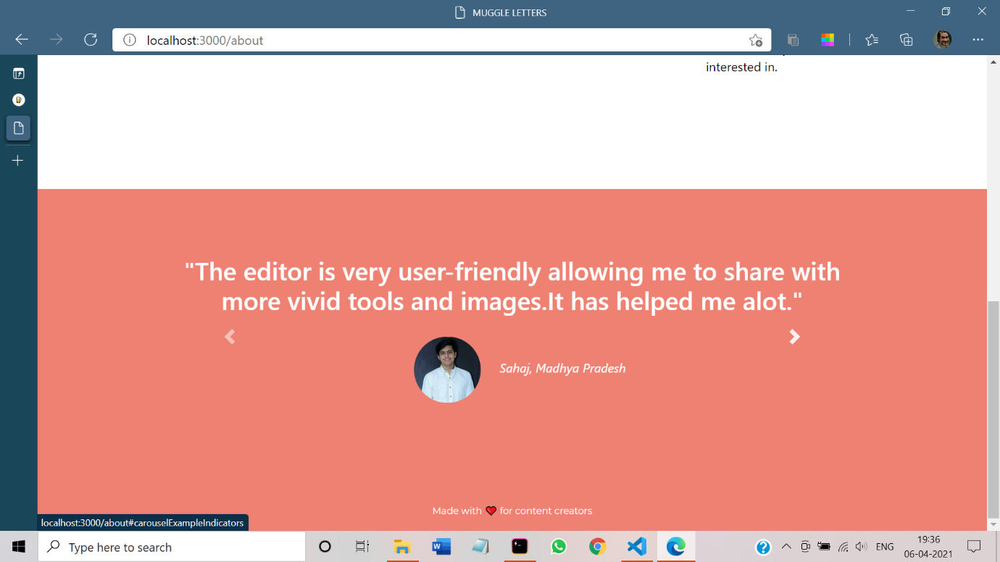 MUGGLE LETTERS
localhost:3000/about
interested in.
"The editor is very user-friendly allowing me to share with
more vivid tools and images.It has helped me alot."
Sahaj, Madhya Pradesh
Made with ❤ for content creators
localhost:3000/about#carouselExampleIndicators
Type here to search
ENG
19:36
06-04-2021